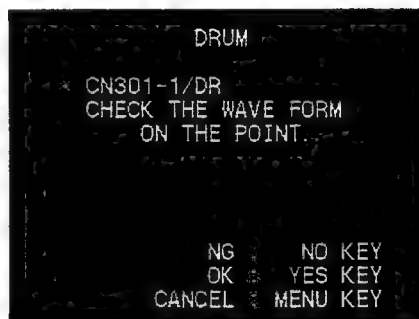 DRUM
* CN301-1/DR
CHECK THE WAVE FORM
ON THE POINT.
NG : NO KEY
OK : YES KEY
CANCEL : MENU KEY